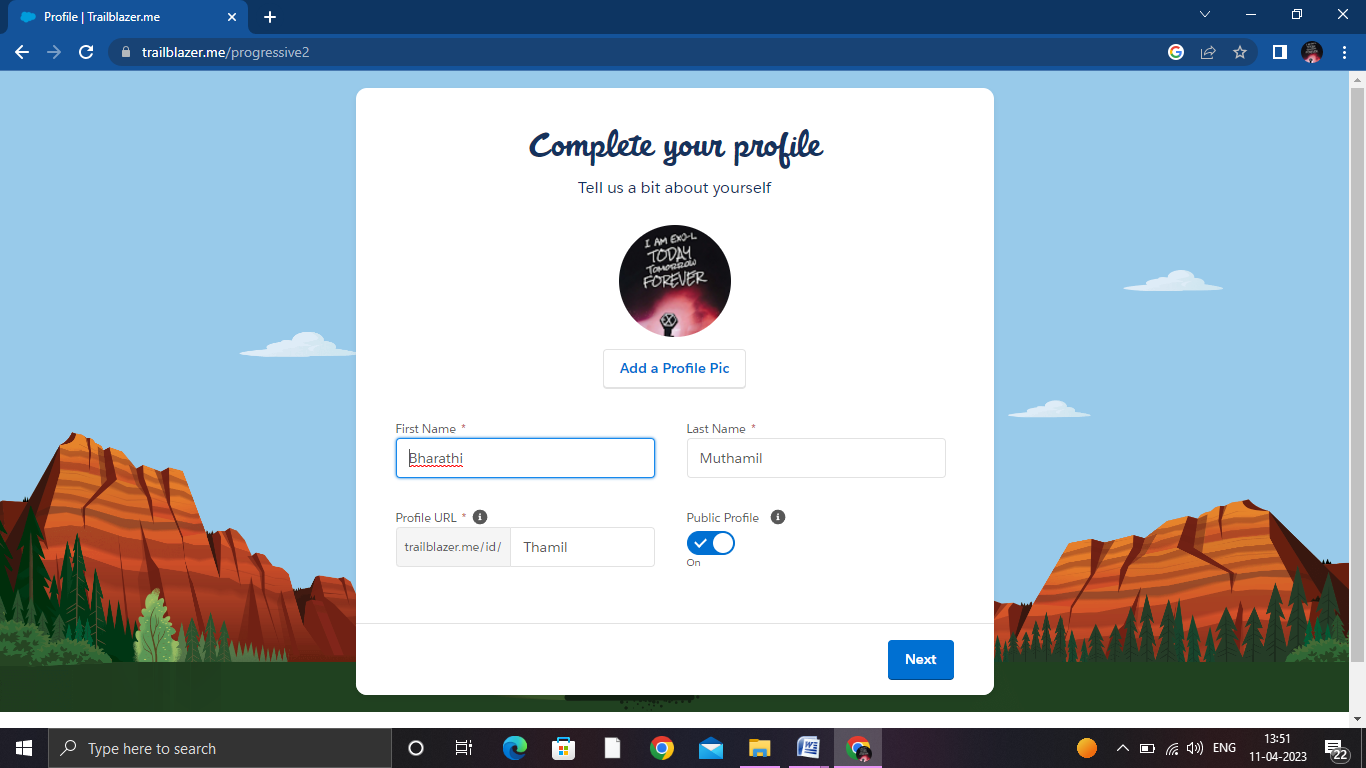 Profile | Trailblazer.me
trailblazer.me/progressive2
Complete your profile
Tell us a bit about yourself
I AM EXO-L
TODAY
TOMORROW
FOREVER
Add a Profile Pic
First Name *
Last Name *
Bharathi
Muthamil
Profile URL *
Public Profile
trailblazer.me/id/
Thamil
On
Next
Type here to search
ENG
13:51
11-04-2023
22